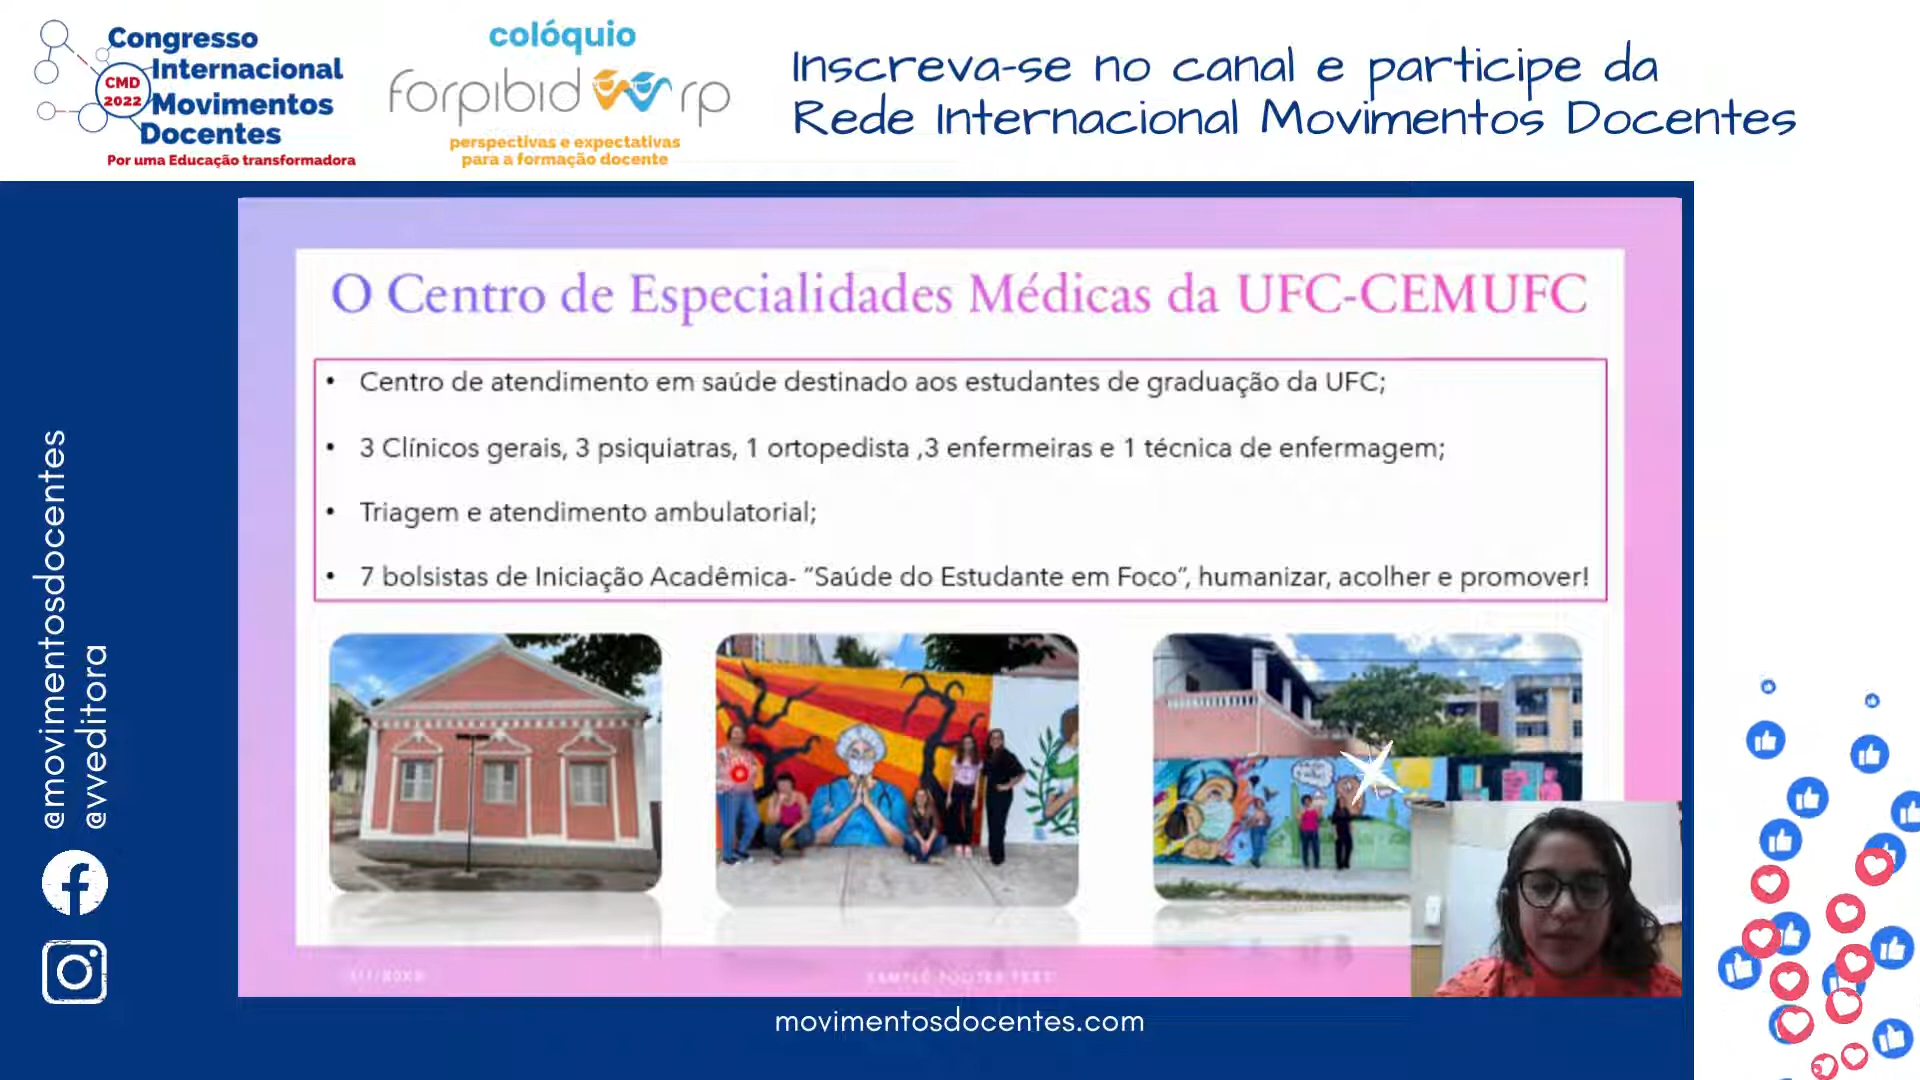 Congresso
Internacional
CMD
2022
Movimentos
Docentes
Por uma Educação transformadora
colóquio
forpibid rp
perspectivas e expectativas
para a formação docente
Inscreva-se no canal e participe da
Rede Internacional Movimentos Docentes
@movimentosdocentes
@vveditora
O Centro de Especialidades Médicas da UFC-CEMUFC
• Centro de atendimento em saúde destinado aos estudantes de graduação da UFC;
• 3 Clínicos gerais, 3 psiquiatras, 1 ortopedista ,3 enfermeiras e 1 técnica de enfermagem;
• Triagem e atendimento ambulatorial;
• 7 bolsistas de Iniciação Acadêmica- “Saúde do Estudante em Foco”, humanizar, acolher e promover!
SAMPLE FOOTER TEXT
movimentosdocentes.com